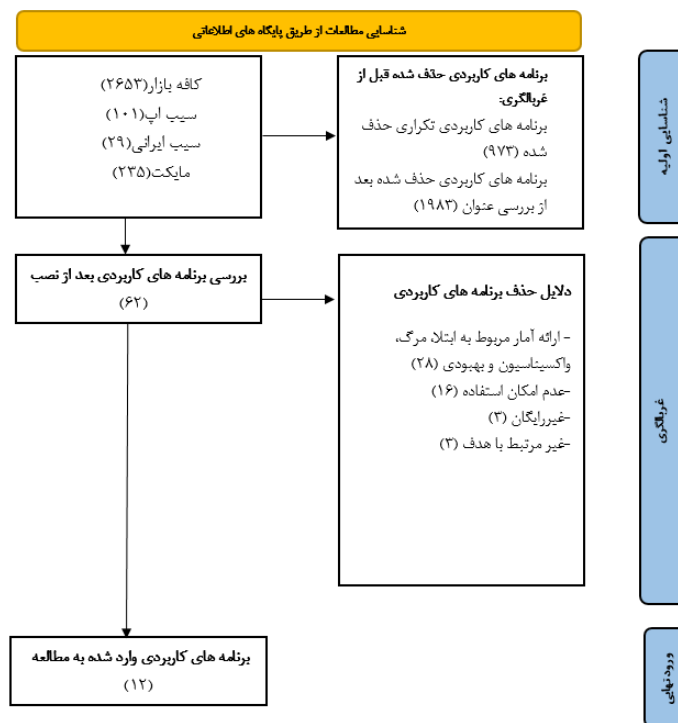 شناسایی مطالعات از طریق پایگاه های اطلاعاتی
کافه بازار(۲۶۵۳)
سیب اپ(۱۰۱)
سیب ایرانی(۲۹)
مایکت(۲۳۵)
برنامه های کاربردی حذف شده قبل از
غربالگری:
برنامه های کاربردی تکراری حذف
شده (۹۷۳)
برنامه های کاربردی حذف شده بعد
از بررسی عنوان (۱۹۸۳)
شناسایی اولیه
بررسی برنامه های کاربردی بعد از نصب
(۶۲)
دلایل حذف برنامه های کاربردی
- ارائه آمار مربوط به ابتلا، مرگ،
واکسیناسیون و بهبودی (۲۸)
-عدم امکان استفاده (۱۶)
-غیررایگان (۳)
-غیر مرتبط با هدف (۳)
غربالگری
برنامه های کاربردی وارد شده به مطالعه
(۱۲)
ورود نهایی